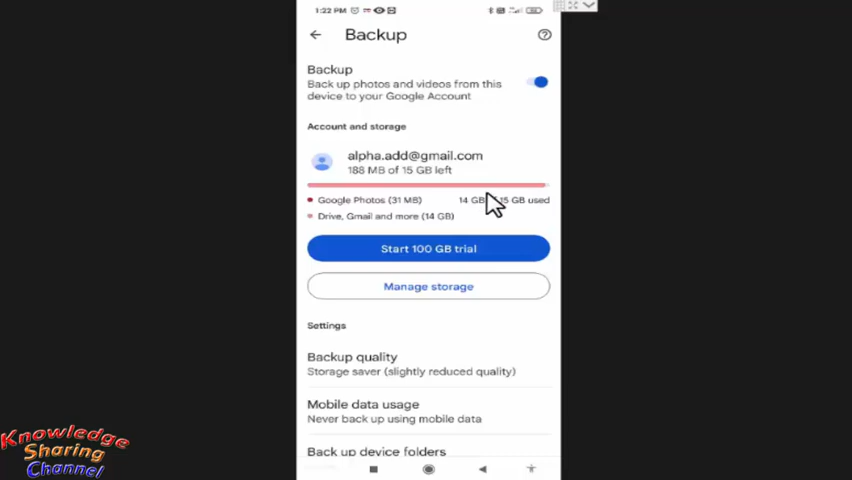 1:22 PM
Backup
Backup
Back up photos and videos from this
device to your Google Account
Account and storage
alpha.add@gmail.com
188 MB of 15 GB left
Google Photos (31 MB) 14 GB 15 GB used
Drive, Gmail and more (14 GB)
Start 100 GB trial
Manage storage
Settings
Backup quality
Storage saver (slightly reduced quality)
Mobile data usage
Never back up using mobile data
Back up device folders
Knowledge
Sharing
Channel